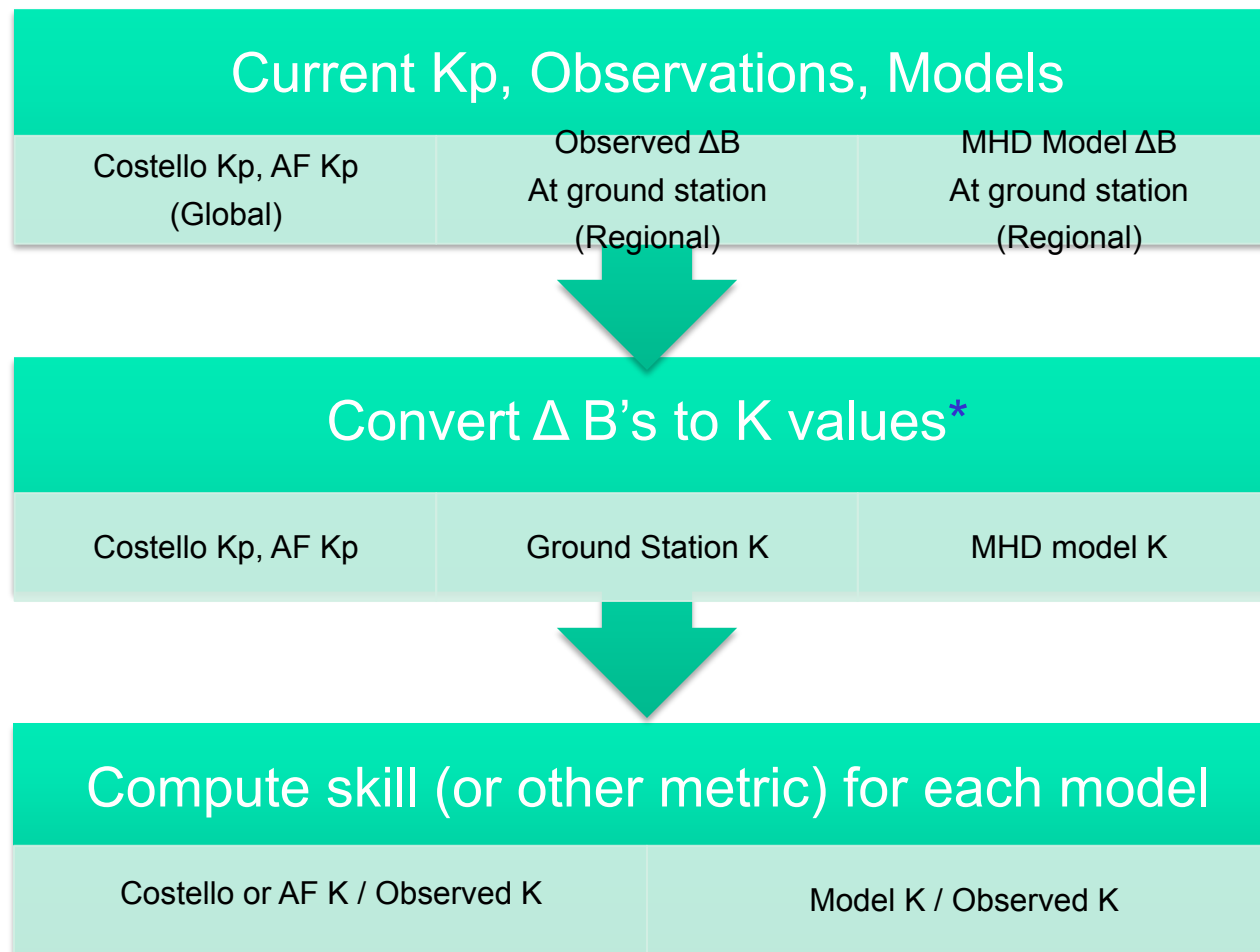 Current Kp, Observations, Models
Costello Kp, AF Kp
(Global)
Observed ΔB
At ground station
(Regional)
MHD Model ΔB
At ground station
(Regional)
Convert Δ B’s to K values*
Costello Kp, AF Kp
Ground Station K
MHD model K
Compute skill (or other metric) for each model
Costello or AF K / Observed K
Model K / Observed K